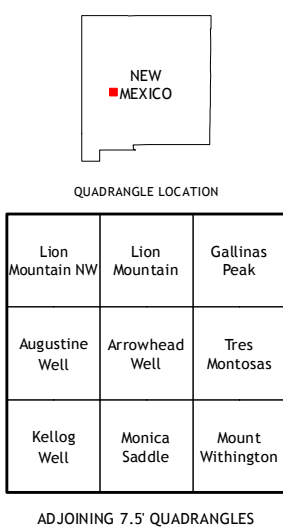 NEW
MEXICO
QUADRANGLE LOCATION
Lion
Mountain NW
Lion
Mountain
Gallinas
Peak
Augustine
Well
Arrowhead
Well
Tres
Montosas
Kellog
Well
Monica
Saddle
Mount
Withington
ADJOINING 7.5' QUADRANGLES